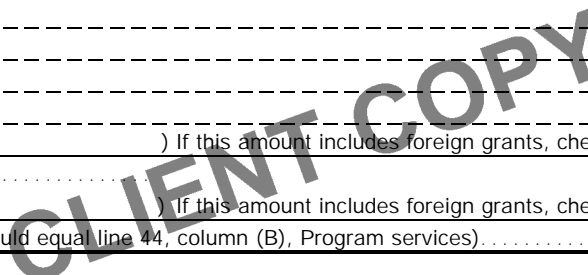 ) If this amount includes foreign grants, che
) If this amount includes foreign grants, che
uld equal line 44, column (B), Program services)
CLIENT COPY